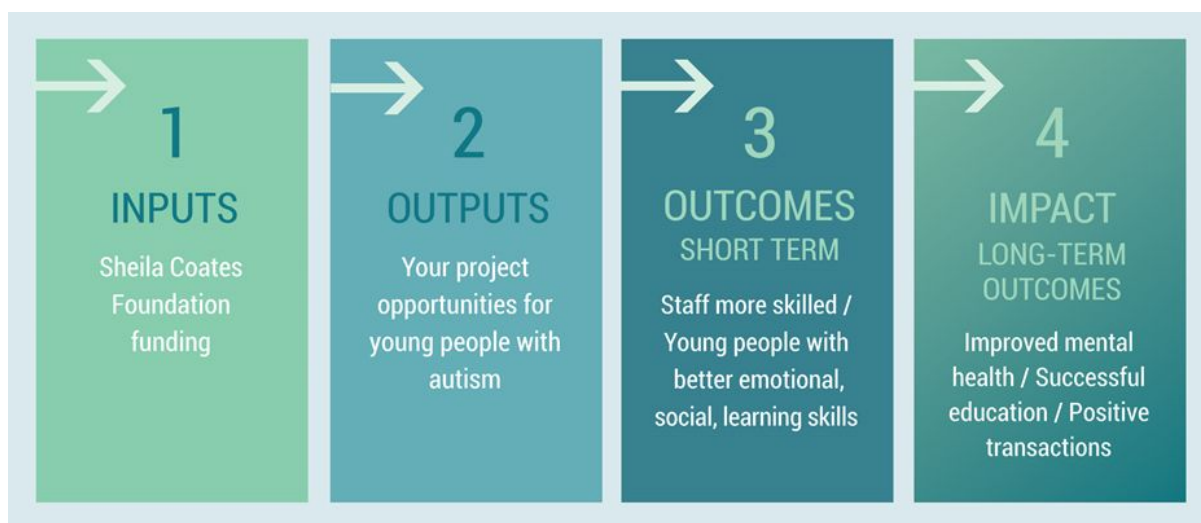 1
INPUTS
Sheila Coates
Foundation
funding
2
OUTPUTS
Your project
opportunities for
young people with
autism
3
OUTCOMES
SHORT TERM
Staff more skilled /
Young people with
better emotional,
social, learning skills
4
IMPACT
LONG-TERM
OUTCOMES
Improved mental
health / Successful
education / Positive
transactions